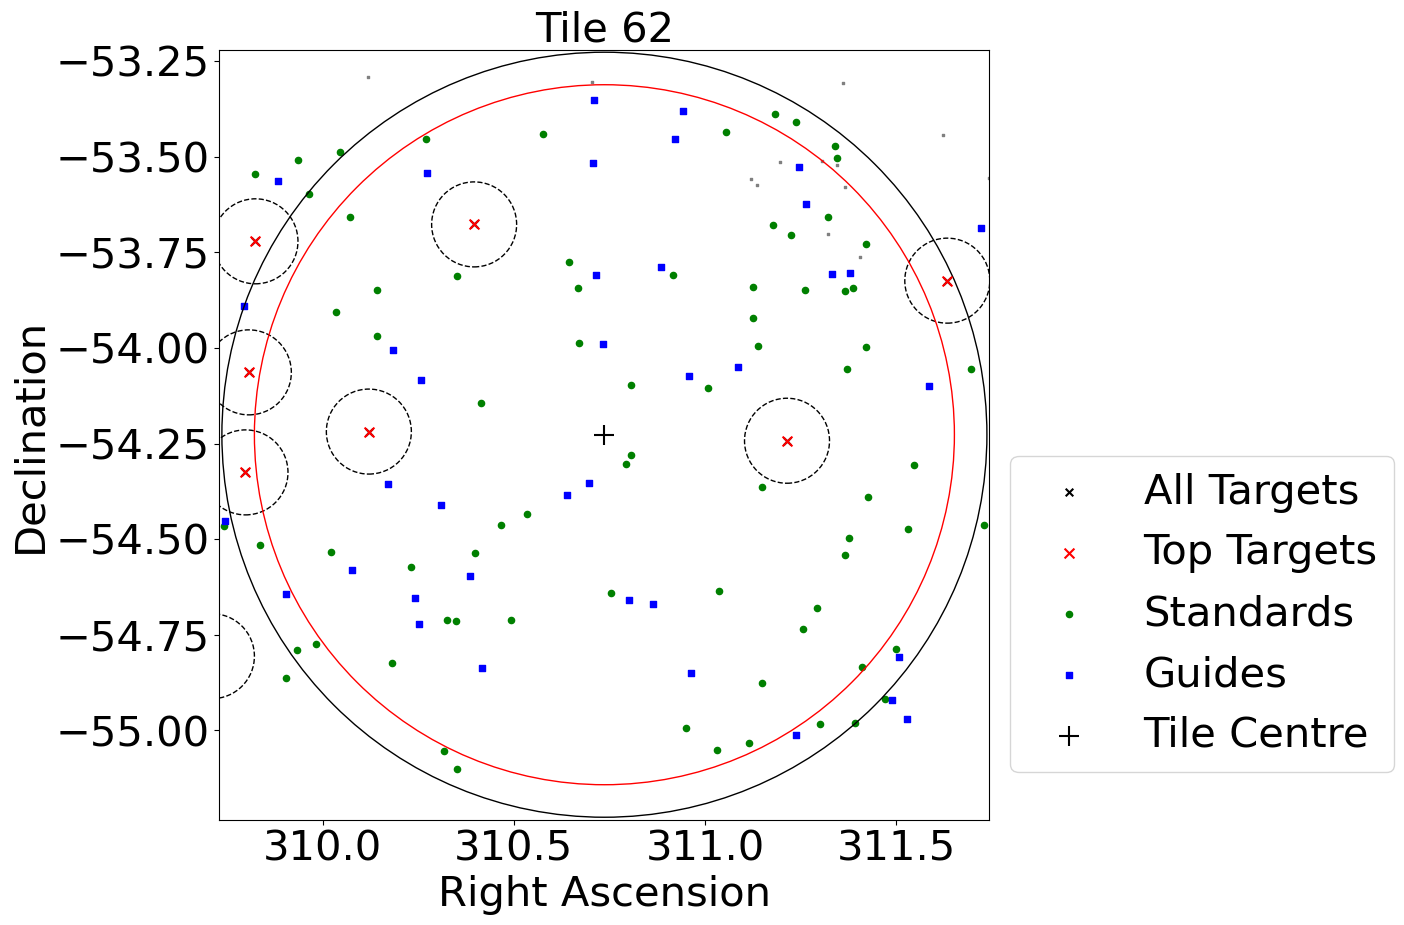 Tile 62
−53.25
−53.50
−53.75
−54.00
−54.25
−54.50
−54.75
−55.00
Declination
310.0 310.5 311.0 311.5
Right Ascension
All Targets
Top Targets
Standards
Guides
Tile Centre